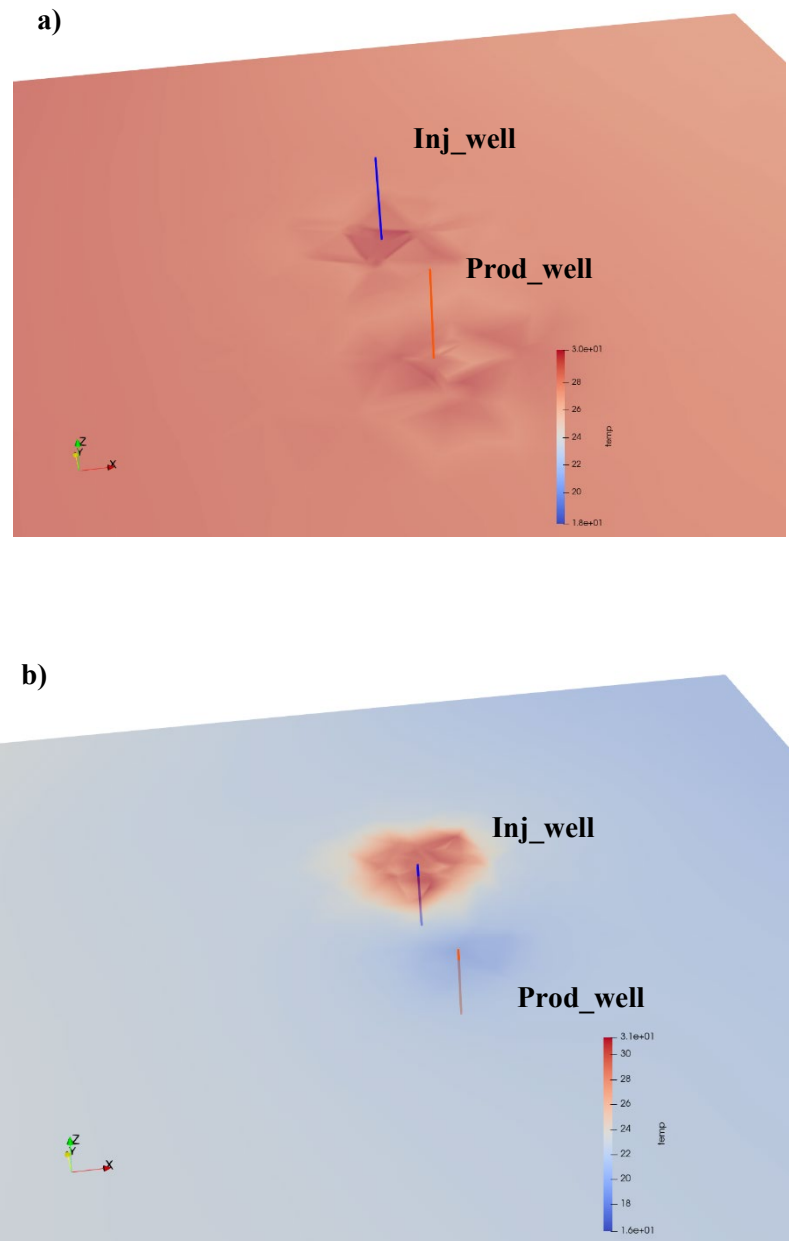 a)
Inj_well
Prod_well
3.0e+01
28
26
24
22
20
1.8e+01
temp
Z
Y
X
b)
Inj_well
Prod_well
3.1e+01
30
28
26
24
22
20
18
1.6e+01
temp
Z
Y
X